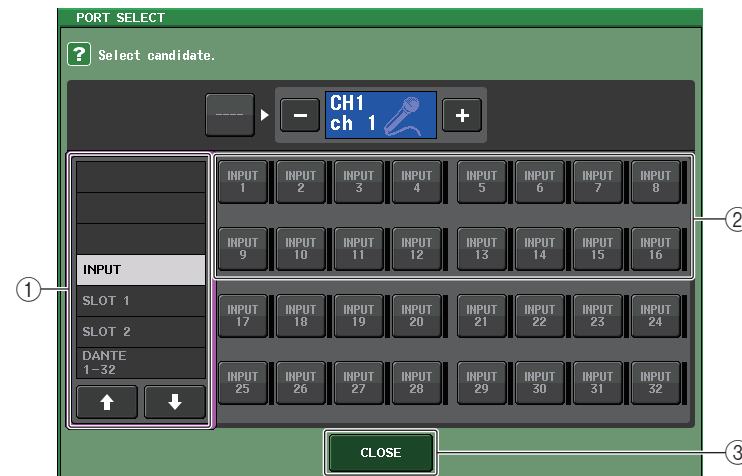 PORT SELECT
? Select candidate.
---- − CH1 +
ch 1
INPUT
SLOT 1
SLOT 2
DANTE
1-32
INPUT 1 INPUT 2 INPUT 3 INPUT 4 INPUT 5 INPUT 6 INPUT 7 INPUT 8
INPUT 9 INPUT 10 INPUT 11 INPUT 12 INPUT 13 INPUT 14 INPUT 15 INPUT 16
INPUT 17 INPUT 18 INPUT 19 INPUT 20 INPUT 21 INPUT 22 INPUT 23 INPUT 24
INPUT 25 INPUT 26 INPUT 27 INPUT 28 INPUT 29 INPUT 30 INPUT 31 INPUT 32
CLOSE
1
2
3